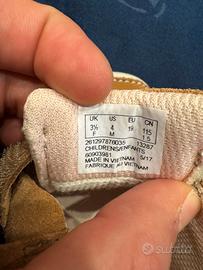 UK US EU CN
3½ 4 19 115
F M 1.5
261297876035 13287
CHILDRENS/ENFANTS
60903981
MADE IN VIETNAM 5/17
FABRIQUE AU VIETNAM
Subito